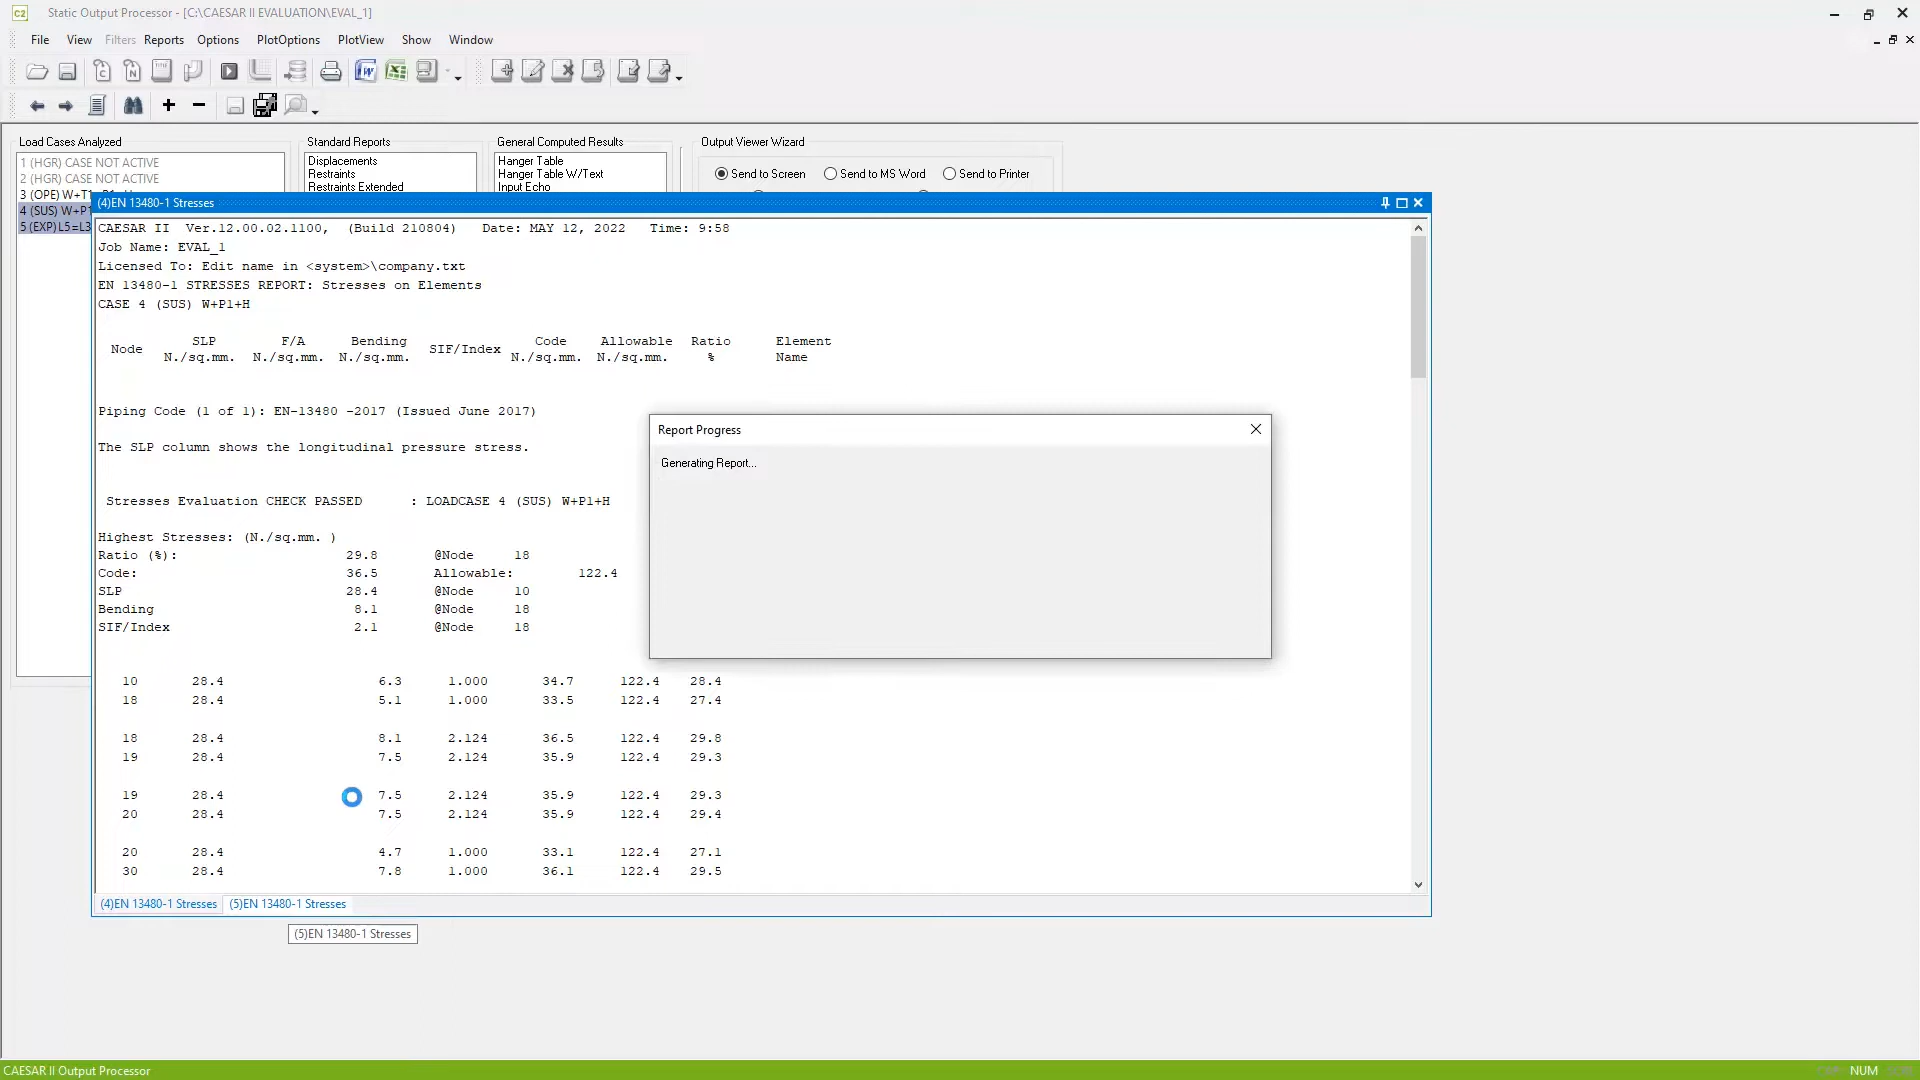 C2 Static Output Processor - [C:\CAESAR II EVALUATION\EVAL_1]
File View Filters Reports Options PlotOptions PlotView Show Window
Load Cases Analyzed Standard Reports General Computed Results Output Viewer Wizard
1 (HGR) CASE NOT ACTIVE
2 (HGR) CASE NOT ACTIVE
3 (OPE) W+T1
4 (SUS) W+P1
5 (EXP) L5=L3
Displacements
Restraints
Restraints Extended
Hanger Table
Hanger Table W/Text
Input Echo
Send to Screen Send to MS Word Send to Printer
(4)EN 13480-1 Stresses
CAESAR II Ver.12.00.02.1100, (Build 210804) Date: MAY 12, 2022 Time: 9:58
Job Name: EVAL_1
Licensed To: Edit name in <system>\company.txt
EN 13480-1 STRESSES REPORT: Stresses on Elements
CASE 4 (SUS) W+P1+H
Node SLP F/A Bending SIF/Index Code Allowable Ratio Element
N./sq.mm. N./sq.mm. N./sq.mm. N./sq.mm. N./sq.mm. % Name
Piping Code (1 of 1): EN-13480 -2017 (Issued June 2017)
The SLP column shows the longitudinal pressure stress.
Stresses Evaluation CHECK PASSED : LOADCASE 4 (SUS) W+P1+H
Highest Stresses: (N./sq.mm. )
Ratio (%): 29.8 @Node 18
Code: 36.5 Allowable: 122.4
SLP 28.4 @Node 10
Bending 8.1 @Node 18
SIF/Index 2.1 @Node 18
10 28.4 6.3 1.000 34.7 122.4 28.4
18 28.4 5.1 1.000 33.5 122.4 27.4
18 28.4 8.1 2.124 36.5 122.4 29.8
19 28.4 7.5 2.124 35.9 122.4 29.3
19 28.4 7.5 2.124 35.9 122.4 29.3
20 28.4 7.5 2.124 35.9 122.4 29.4
20 28.4 4.7 1.000 33.1 122.4 27.1
30 28.4 7.8 1.000 36.1 122.4 29.5
Report Progress
Generating Report...
(4)EN 13480-1 Stresses (5)EN 13480-1 Stresses
(5)EN 13480-1 Stresses
CAESAR II Output Processor NUM